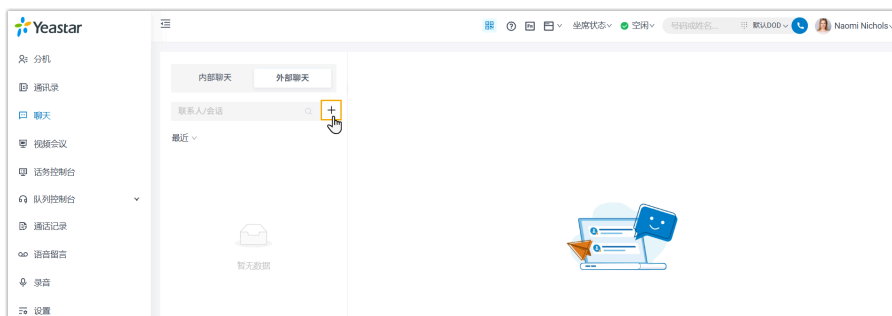 Yeastar
坐席状态
空闲
号码或姓名...
默认DOD
Naomi Nichols
分机
通讯录
聊天
视频会议
话务控制台
队列控制台
通话记录
语音留言
录音
设置
内部聊天
外部聊天
联系人/会话
最近
暂无数据